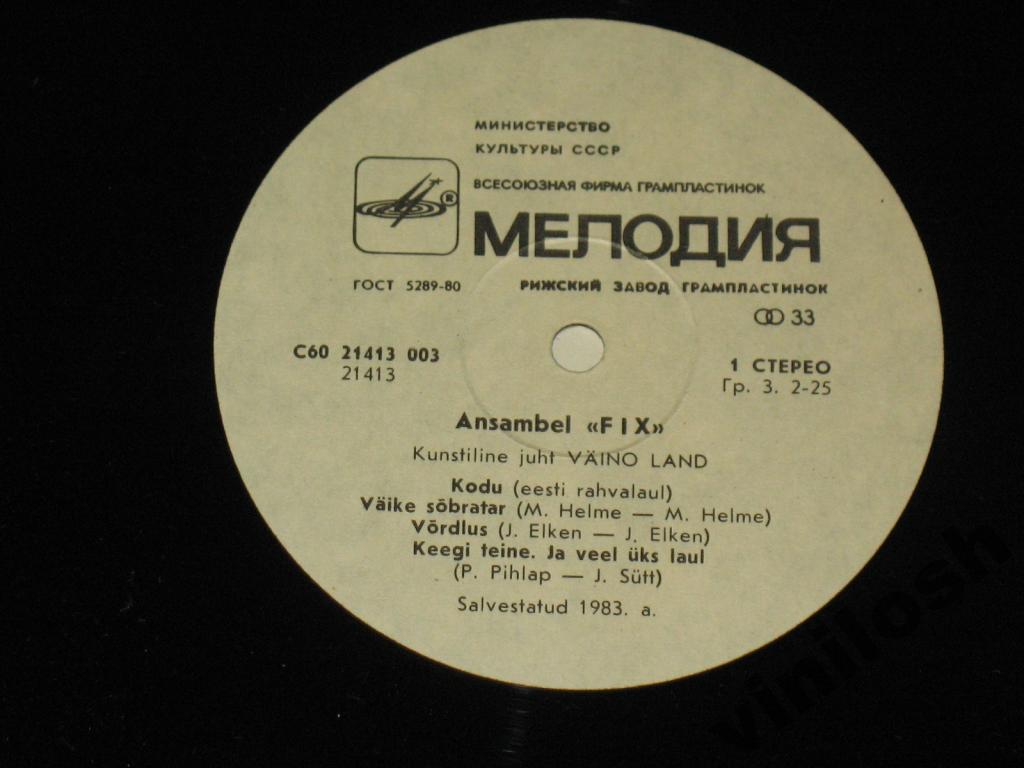 МИНИСТЕРСТВО
КУЛЬТУРЫ СССР
ВСЕСОЮЗНАЯ ФИРМА ГРАМПЛАСТИНОК
®
МЕЛОДИЯ
ГОСТ 5289-80 РИЖСКИЙ ЗАВОД ГРАМПЛАСТИНОК
33
С60 21413 003
21413
1 СТЕРЕО
Гр. 3. 2-25
Ansambel «FIX»
Kunstiline juht VÄINO LAND
Kodu (eesti rahvalaul)
Väike sõbratar (M. Helme — M. Helme)
Võrdlus (J. Elken — J. Elken)
Keegi teine. Ja veel üks laul
(P. Pihlap — J. Sütt)
Salvestatud 1983. a.
vinilosh